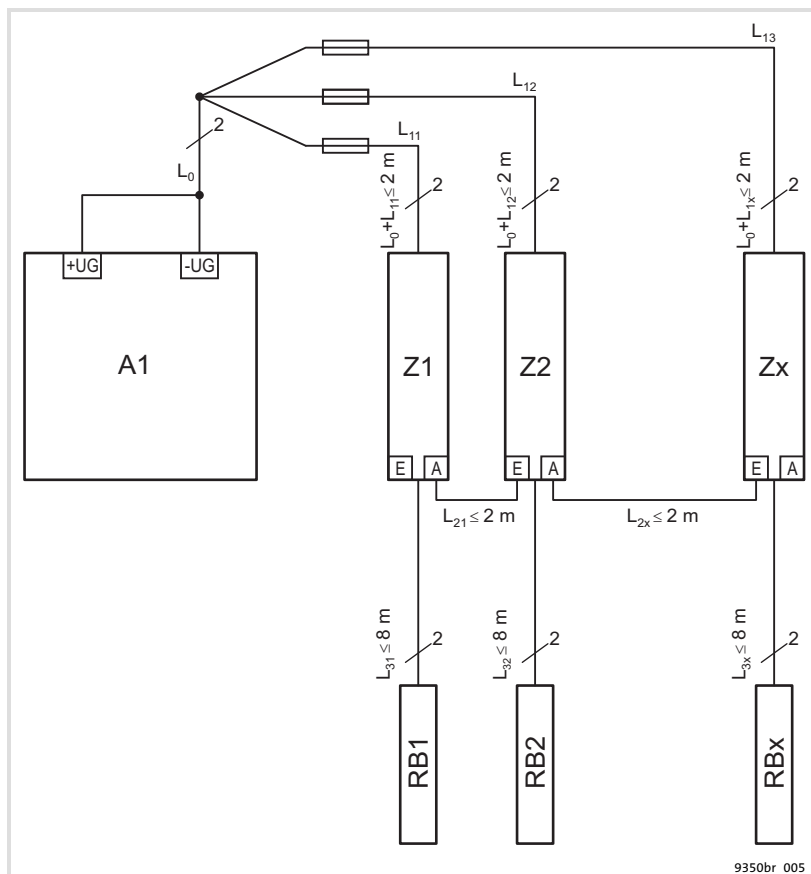 L₁₃
L₁₂
L₁₁
2
L₀
L₀+L₁₁≤ 2 m
2
L₀+L₁₂≤ 2 m
2
L₀+L₁ₓ≤ 2 m
2
+UG
-UG
A1
Z1
Z2
Zx
E
A
E
A
E
A
L₂₁ ≤ 2 m
L₂ₓ ≤ 2 m
L₃₁ ≤ 8 m
2
L₃₂ ≤ 8 m
2
L₃ₓ ≤ 8 m
2
RB1
RB2
RBx
9350br_005